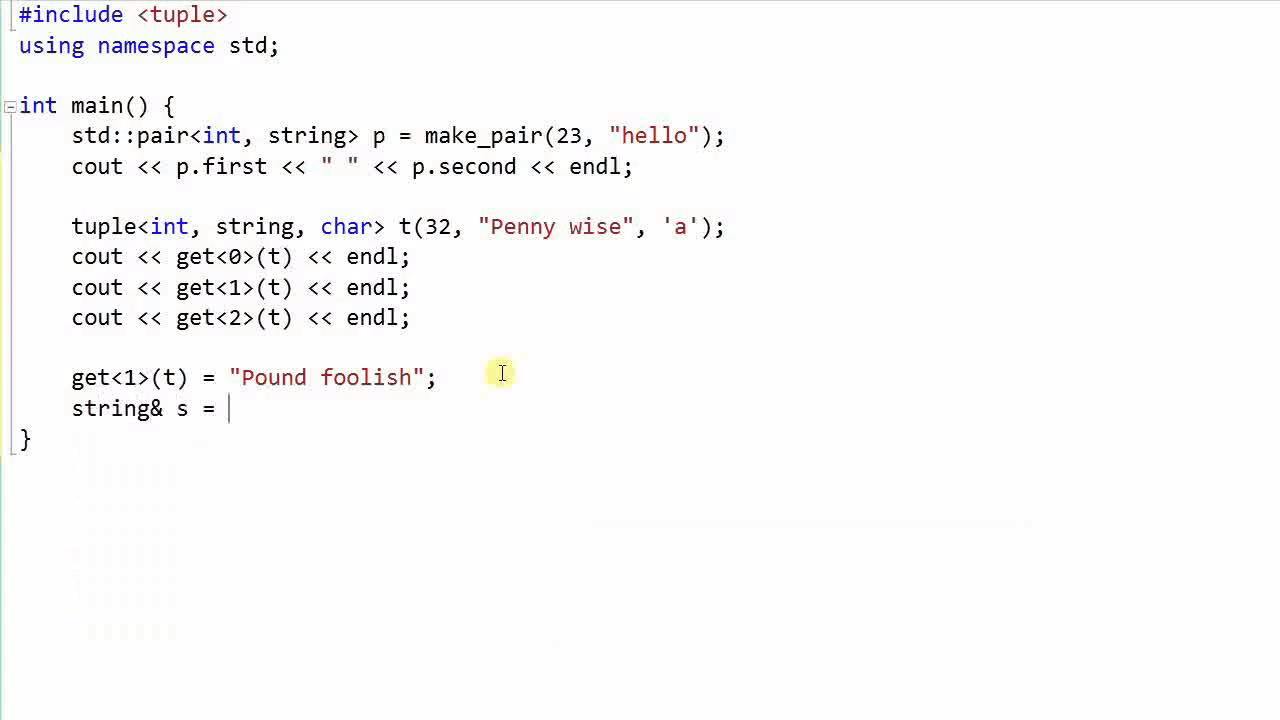 #include <tuple>
using namespace std;
int main() {
std::pair<int, string> p = make_pair(23, "hello");
cout << p.first << " " << p.second << endl;
tuple<int, string, char> t(32, "Penny wise", 'a');
cout << get<0>(t) << endl;
cout << get<1>(t) << endl;
cout << get<2>(t) << endl;
get<1>(t) = "Pound foolish";
string& s =
}